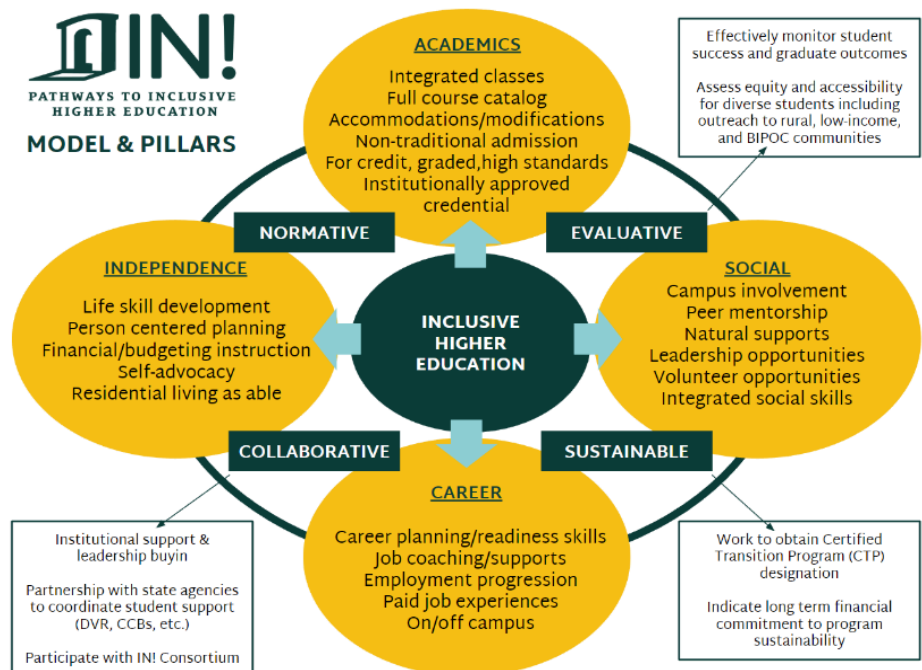 IN!
PATHWAYS TO INCLUSIVE
HIGHER EDUCATION
MODEL & PILLARS
ACADEMICS
Integrated classes
Full course catalog
Accommodations/modifications
Non-traditional admission
For credit, graded,high standards
Institutionally approved
credential
Effectively monitor student
success and graduate outcomes
Assess equity and accessibility
for diverse students including
outreach to rural, low-income,
and BIPOC communities
NORMATIVE
EVALUATIVE
INDEPENDENCE
Life skill development
Person centered planning
Financial/budgeting instruction
Self-advocacy
Residential living as able
INCLUSIVE
HIGHER
EDUCATION
SOCIAL
Campus involvement
Peer mentorship
Natural supports
Leadership opportunities
Volunteer opportunities
Integrated social skills
COLLABORATIVE
SUSTAINABLE
CAREER
Career planning/readiness skills
Job coaching/supports
Employment progression
Paid job experiences
On/off campus
Institutional support &
leadership buyin
Partnership with state agencies
to coordinate student support
(DVR, CCBs, etc.)
Participate with IN! Consortium
Work to obtain Certified
Transition Program (CTP)
designation
Indicate long term financial
commitment to program
sustainability